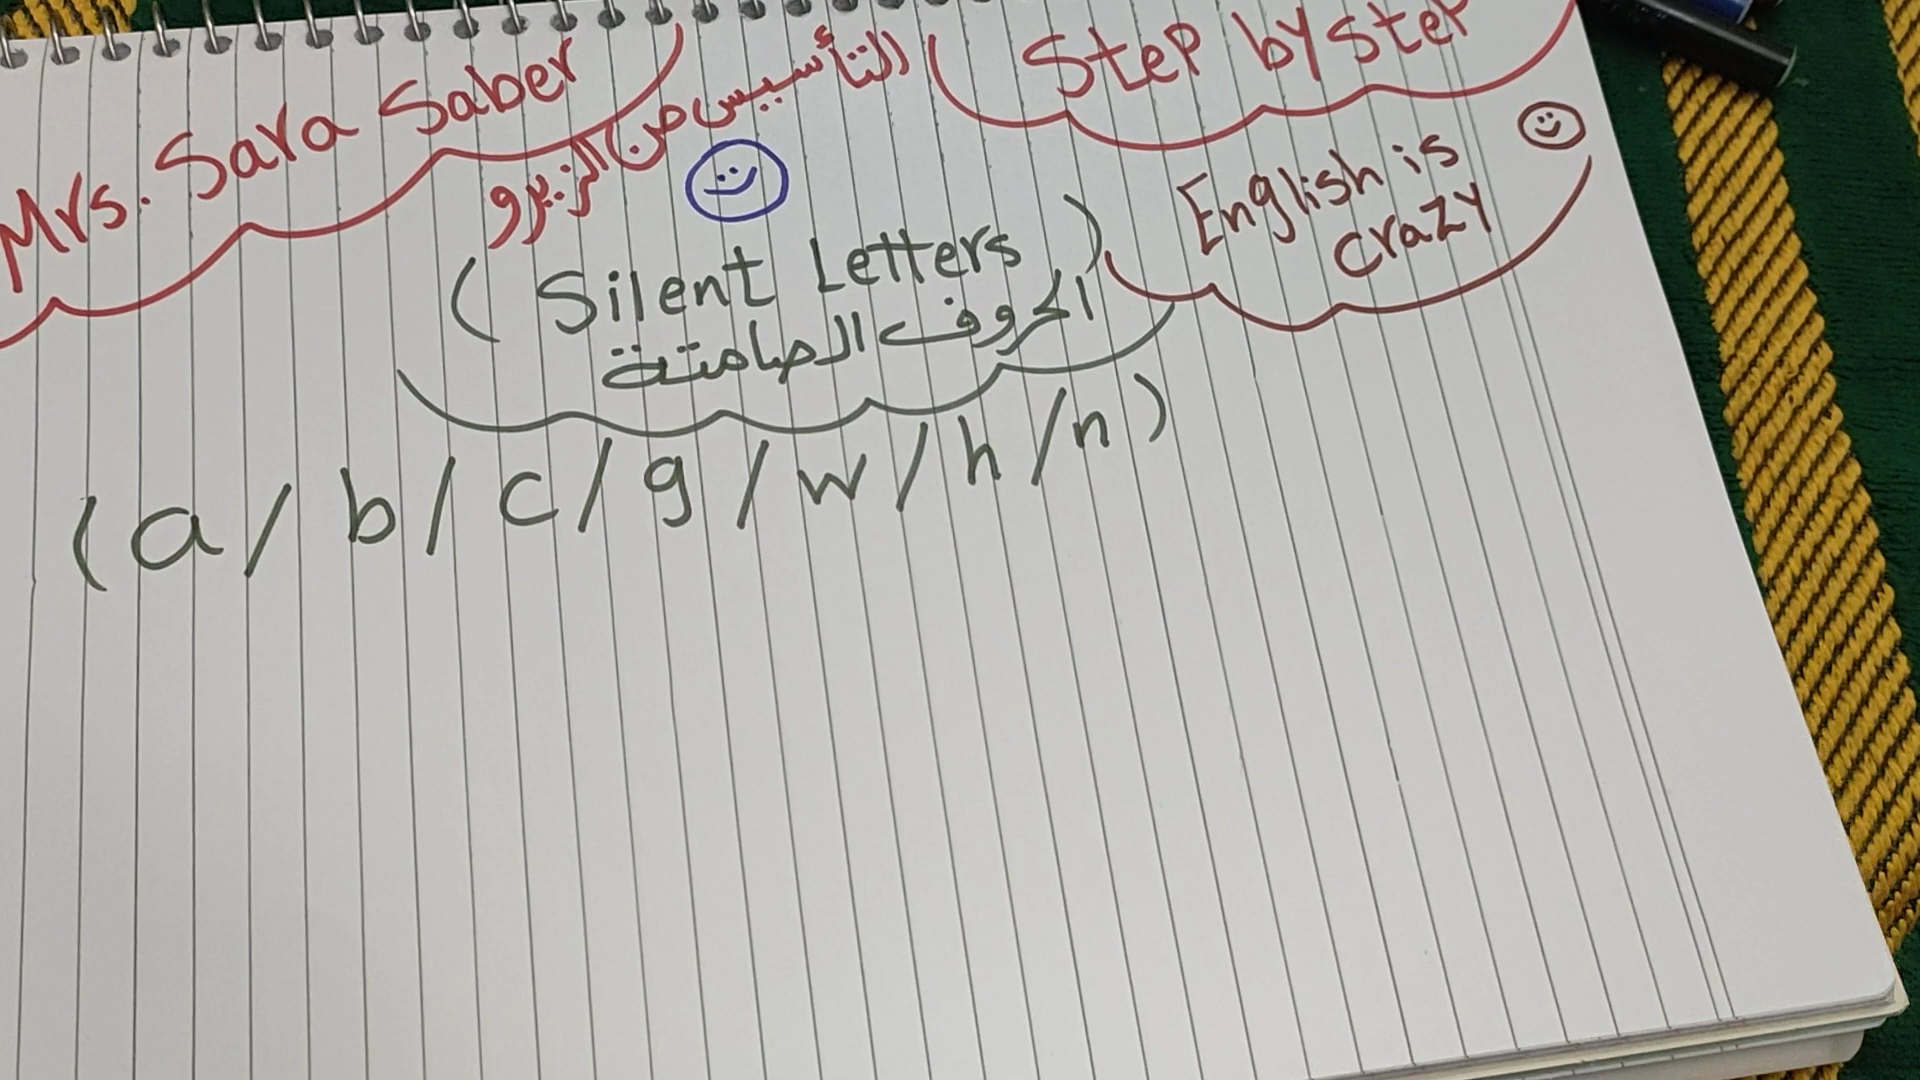 Mrs. Sara Saber
التأسيس من الزيرو
Step by Step
English is
crazy
( Silent Letters )
الحروف الصامتة
( a / b / c / g / w / h / n )